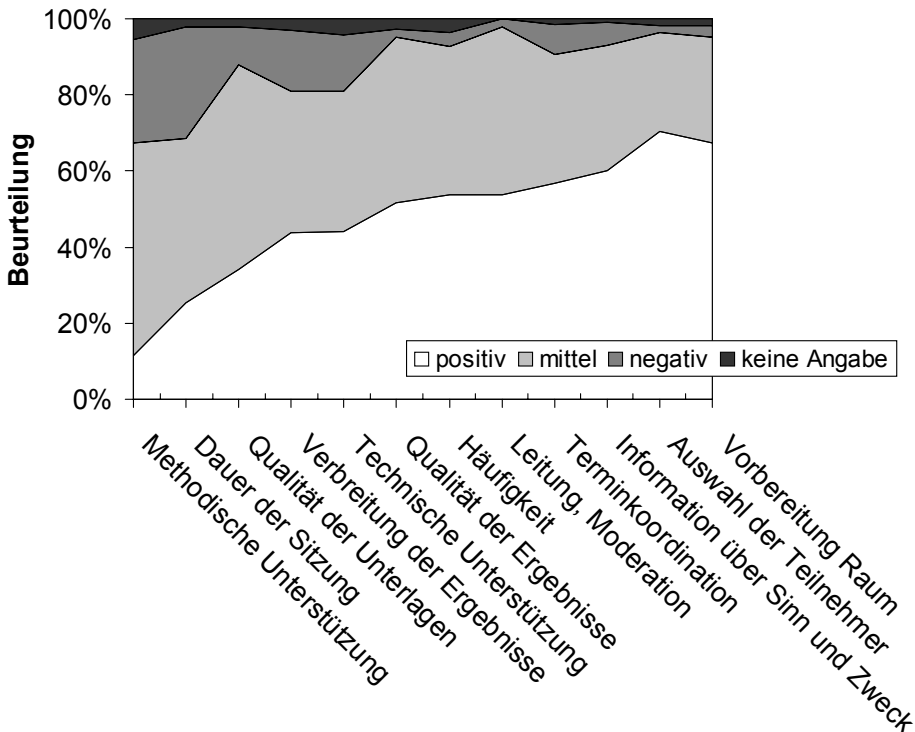 100%
80%
60%
40%
20%
0%
Beurteilung
positiv mittel negativ keine Angabe
Methodische Unterstützung
Dauer der Sitzung
Qualität der Unterlagen
Verbreitung der Ergebnisse
Technische Unterstützung
Qualität der Ergebnisse
Häufigkeit
Leitung, Moderation
Terminkoordination
Information über Sinn und Zweck
Auswahl der Teilnehmer
Vorbereitung Raum